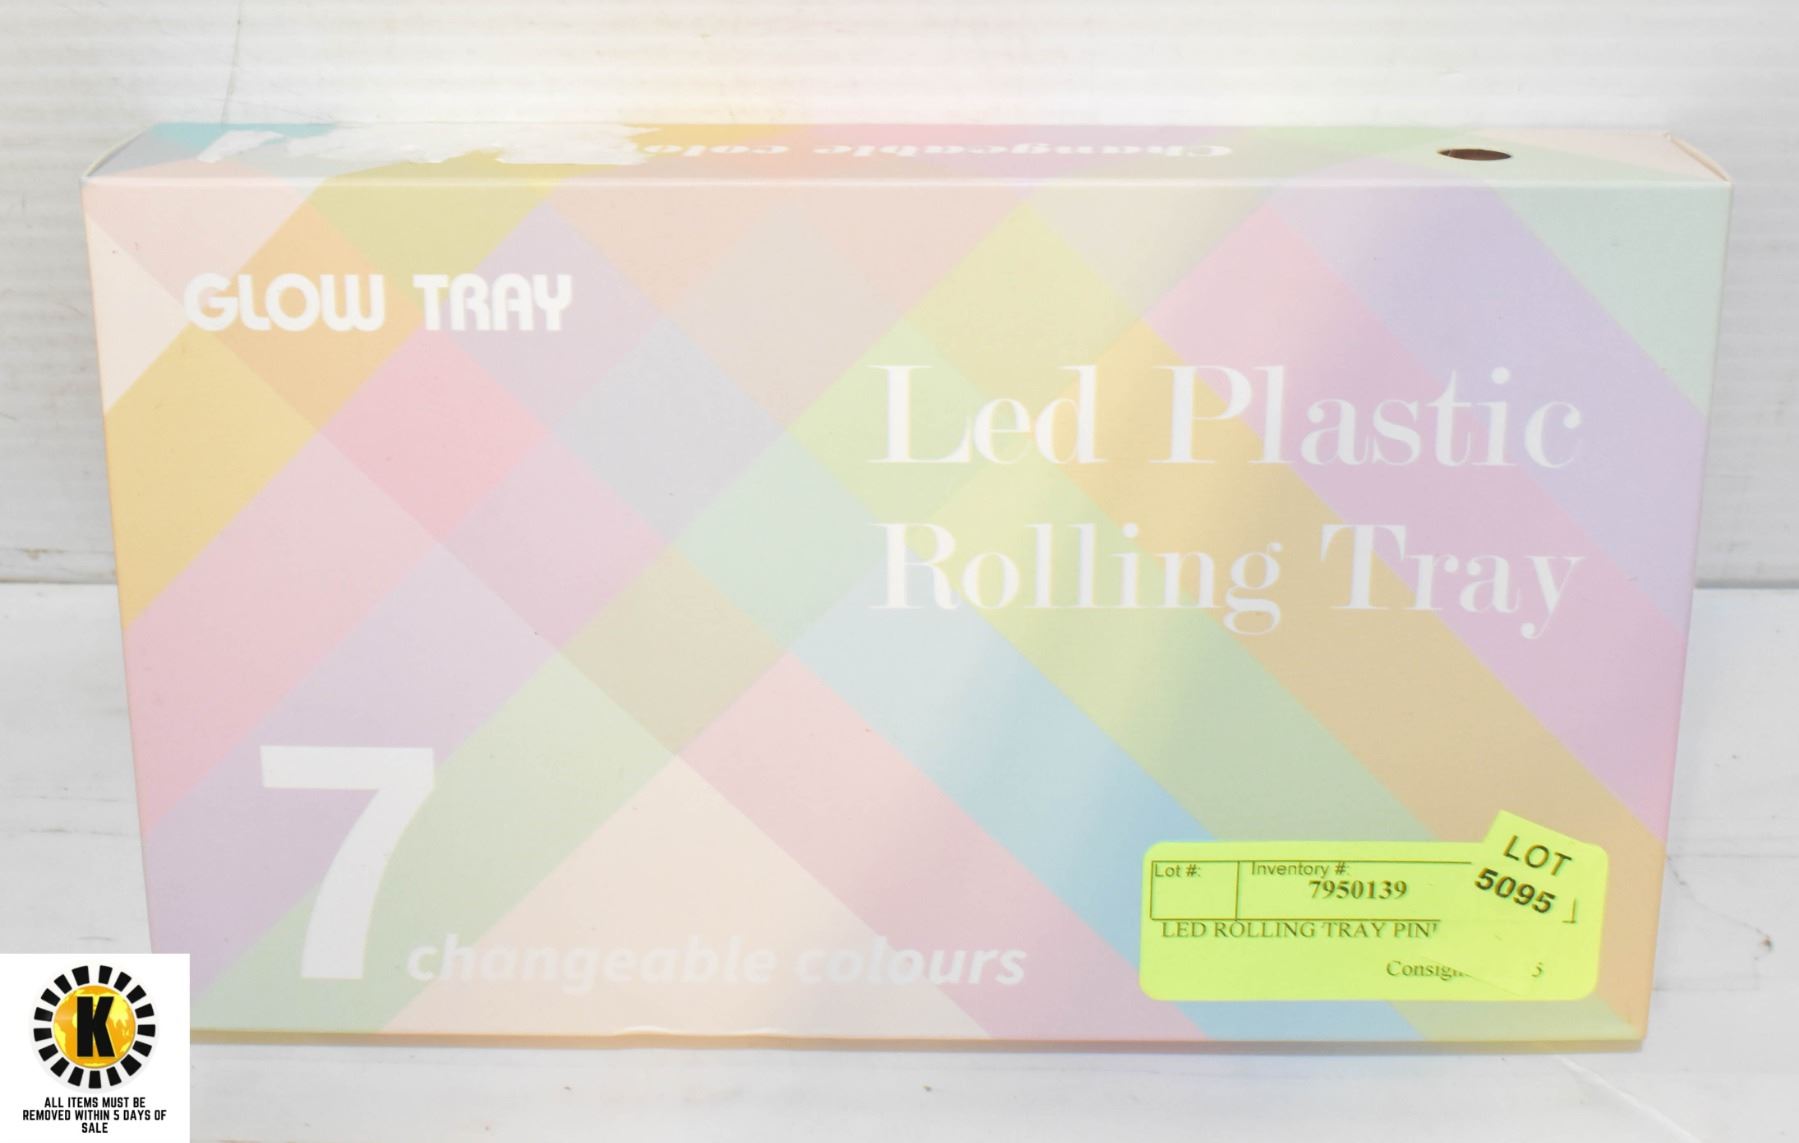 Changeable colo
GLOW TRAY
Led Plastic
Rolling Tray
7 changeable colours
LOT
5095
Lot #:
Inventory #:
7950139
LED ROLLING TRAY
5
K
ALL ITEMS MUST BE
REMOVED WITHIN 5 DAYS OF
SALE